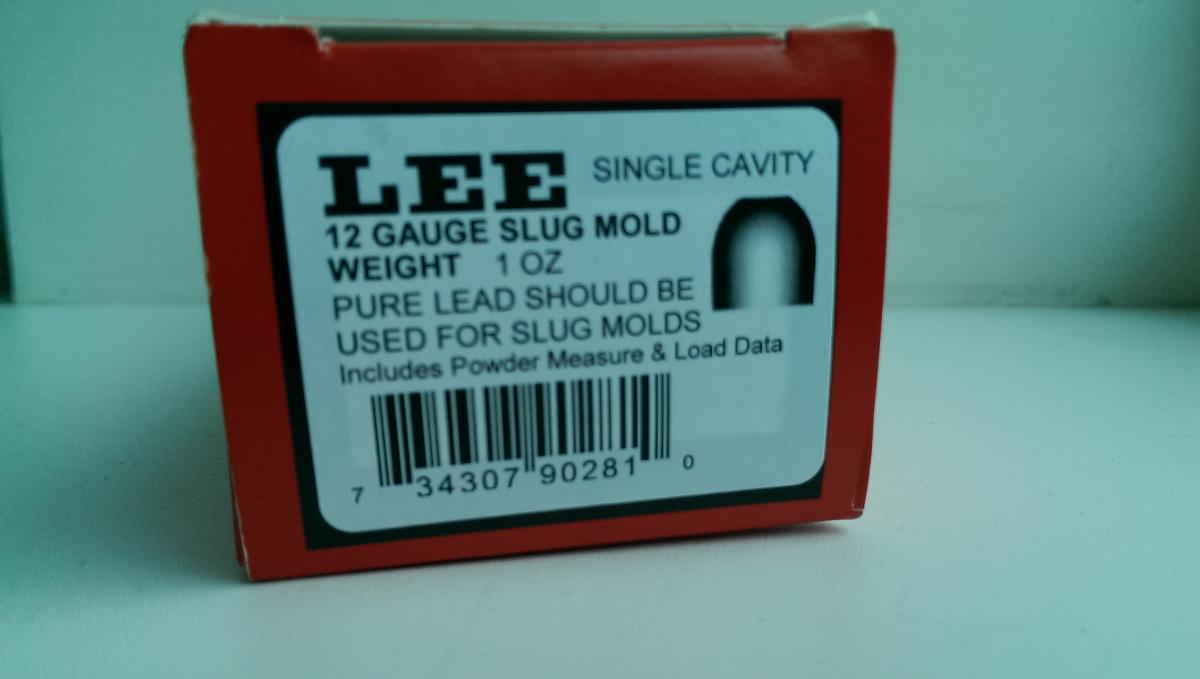 LEE SINGLE CAVITY
12 GAUGE SLUG MOLD
WEIGHT 1 OZ
PURE LEAD SHOULD BE
USED FOR SLUG MOLDS
Includes Powder Measure & Load Data
7 34307 90281 0